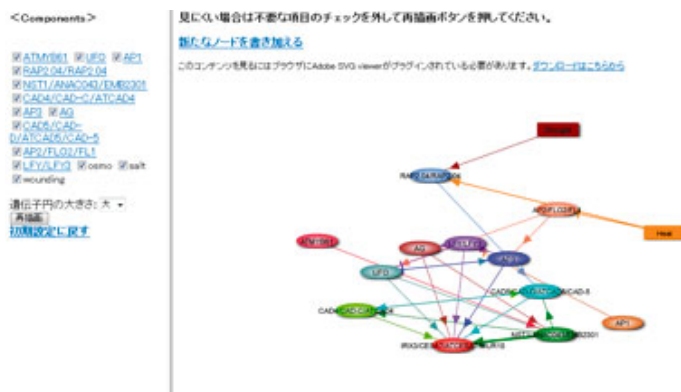 <Components>
ATMYB61 UFO AP1
RAP2.04/RAP2.04
NST1/ANAC043/EMB2301
CAD4/CAD-C/ATCAD4
AP3 AG
CAD5/CAD-
D/ATCAD5/CAD-5
AP2/FLO2/FL1
LFY/LFY3 osmo salt
wounding
遺伝子円の大きさ: 大
再描画
初期設定に戻す
見にくい場合は不要な項目のチェックを外して再描画ボタンを押してください。
新たなノードを書き加える
このコンテンツを見るにはブラウザにAdobe SVG viewerがプラグインされている必要があります。ダウンロードはこちらから
RAP2.04/RAP2.04
AP2/FLO2/FL1
Heat
ATMYB61
AG
UFO
AP1